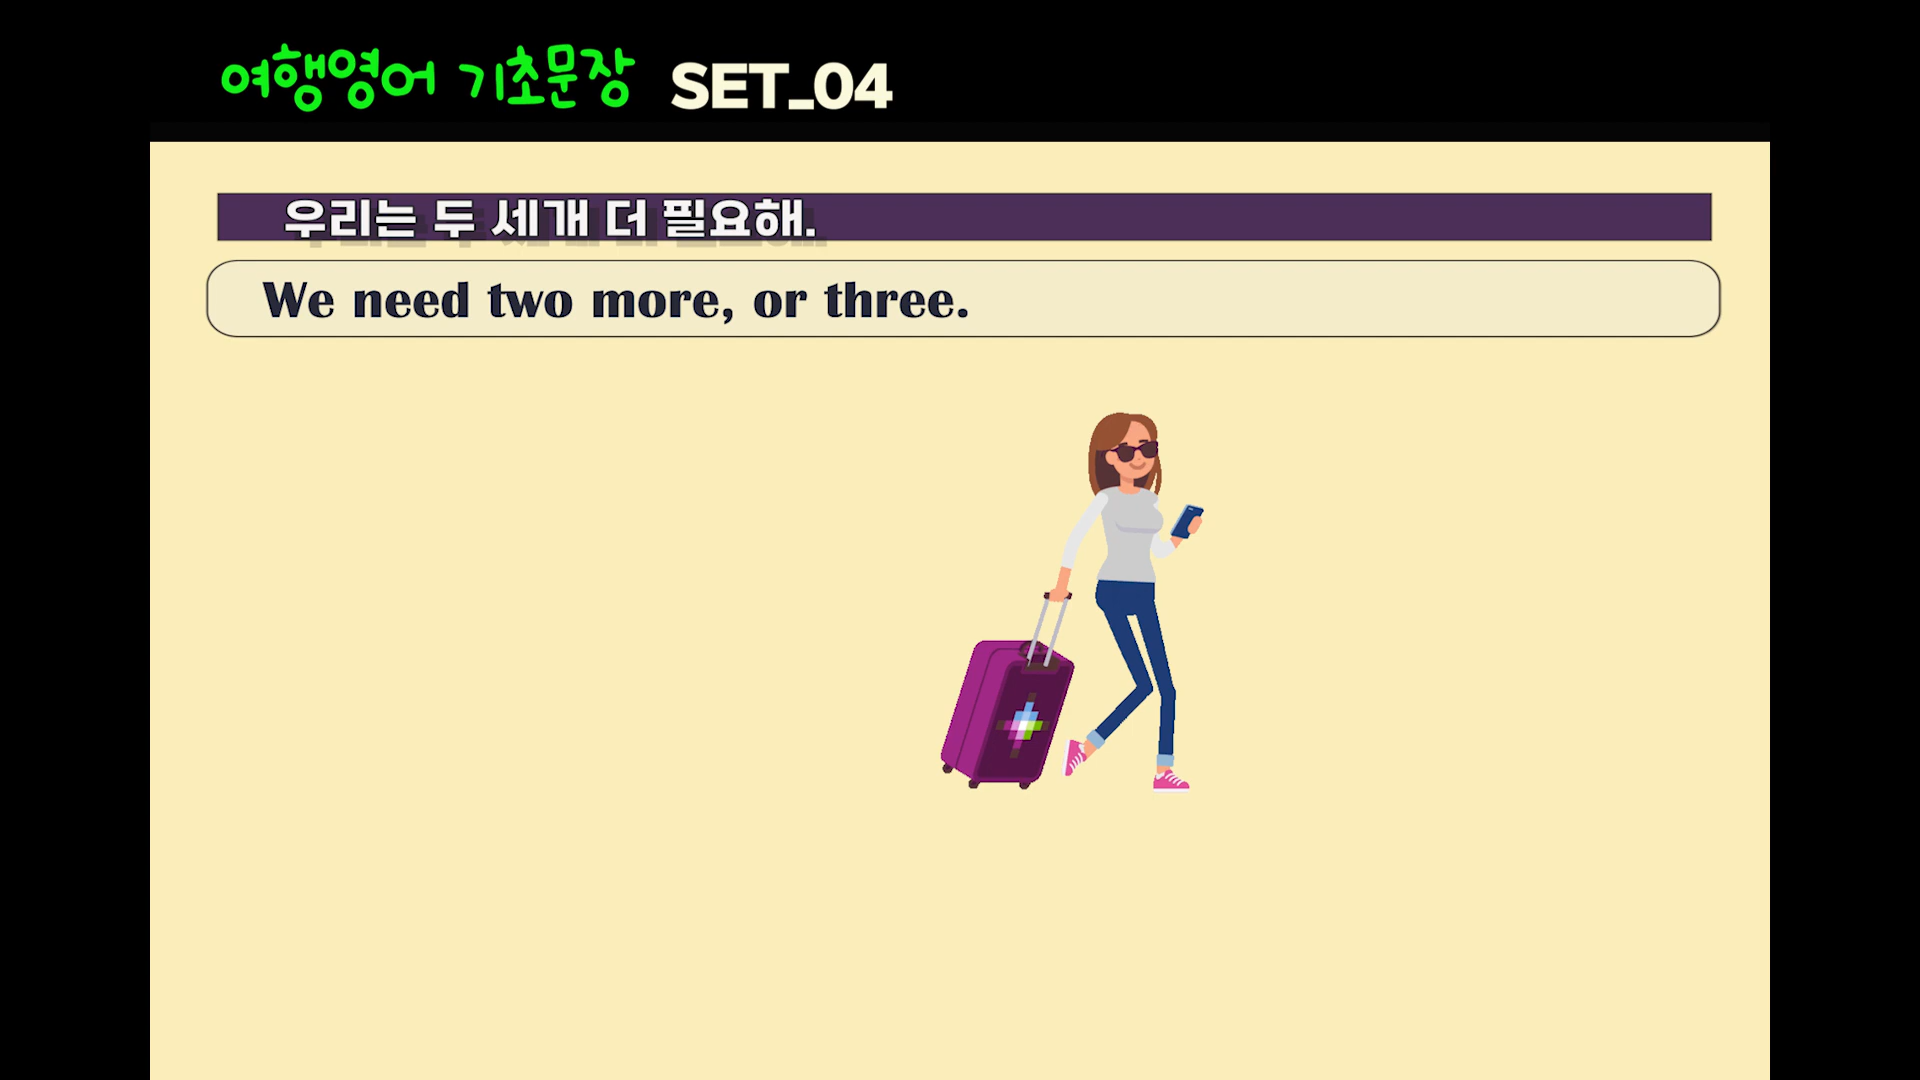 여행영어 기초문장 SET_04
우리는 두 세개 더 필요해.
We need two more, or three.